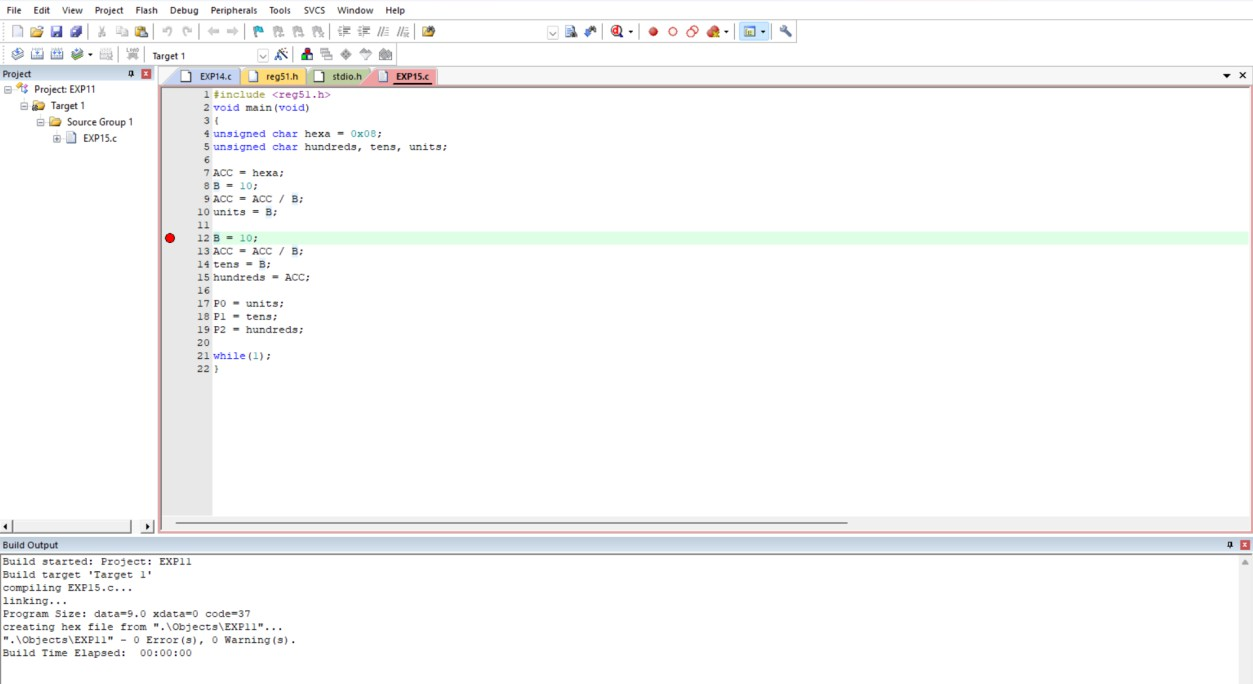 File Edit View Project Flash Debug Peripherals Tools SVCS Window Help
Target 1
Project
EXP14.c reg51.h stdio.h EXP15.c
Project: EXP11
Target 1
Source Group 1
EXP15.c
1 #include <reg51.h>
2 void main(void)
3 {
4 unsigned char hexa = 0x08;
5 unsigned char hundreds, tens, units;
6
7 ACC = hexa;
8 B = 10;
9 ACC = ACC / B;
10 units = B;
11
12 B = 10;
13 ACC = ACC / B;
14 tens = B;
15 hundreds = ACC;
16
17 P0 = units;
18 P1 = tens;
19 P2 = hundreds;
20
21 while(1);
22 }
Build Output
Build started: Project: EXP11
Build target 'Target 1'
compiling EXP15.c...
linking...
Program Size: data=9.0 xdata=0 code=37
creating hex file from ".\Objects\EXP11"...
".\Objects\EXP11" - 0 Error(s), 0 Warning(s).
Build Time Elapsed:  00:00:00